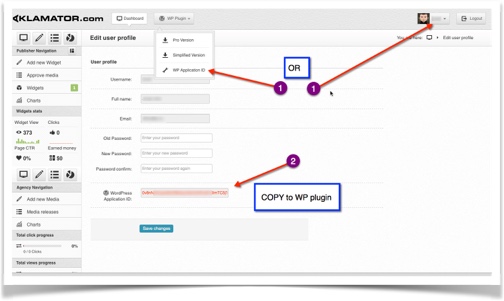 KLAMATOR.com
Dashboard
WP Plugin
Logout
Edit user profile
You are here:
Edit user profile
Pro Version
Simplified Version
WP Application ID
OR
1
1
Publisher Navigation
Add new Widget
Approve media
Widgets
1
Charts
Widgets stats
Widget View
Clicks
373
0
Page CTR
Earned money
0%
$0
Agency Navigation
Add new Media
Media releases
Charts
Total click progress
0%
0 / 0 Clicks
Total views progress
User profile
Username:
Full name:
Email:
Old Password:
Enter your password
New Password:
Enter your new password
Password confirm:
Enter your password again
WordPress
Application ID:
2
COPY to WP plugin
Save changes